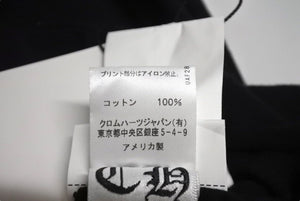 プリント部分はアイロン禁止。
コットン 100%
クロムハーツジャパン(有)
東京都中央区銀座5-4-9
アメリカ製
CH